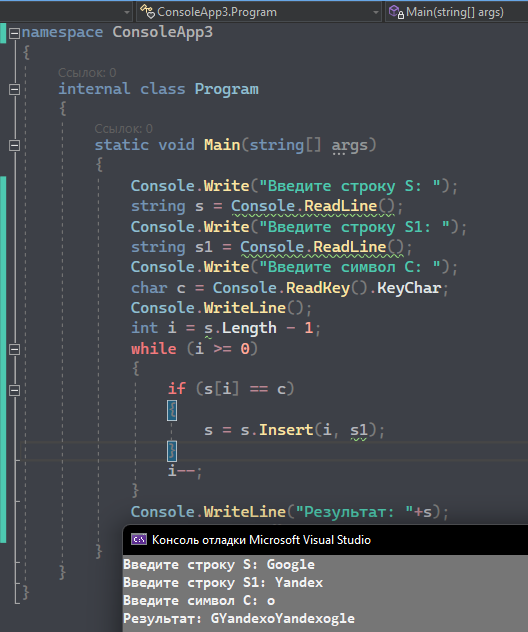 ConsoleApp3.Program
Main(string[] args)
namespace ConsoleApp3
{
Ссылок: 0
internal class Program
{
Ссылок: 0
static void Main(string[] args)
{
Console.Write("Введите строку S: ");
string s = Console.ReadLine();
Console.Write("Введите строку S1: ");
string s1 = Console.ReadLine();
Console.Write("Введите символ C: ");
char c = Console.ReadKey().KeyChar;
Console.WriteLine();
int i = s.Length - 1;
while (i >= 0)
{
if (s[i] == c)
{
s = s.Insert(i, s1);
}
i--;
}
Console.WriteLine("Результат: "+s);
}
}
}
Консоль отладки Microsoft Visual Studio
Введите строку S: Google
Введите строку S1: Yandex
Введите символ C: o
Результат: GYandexoYandexogle